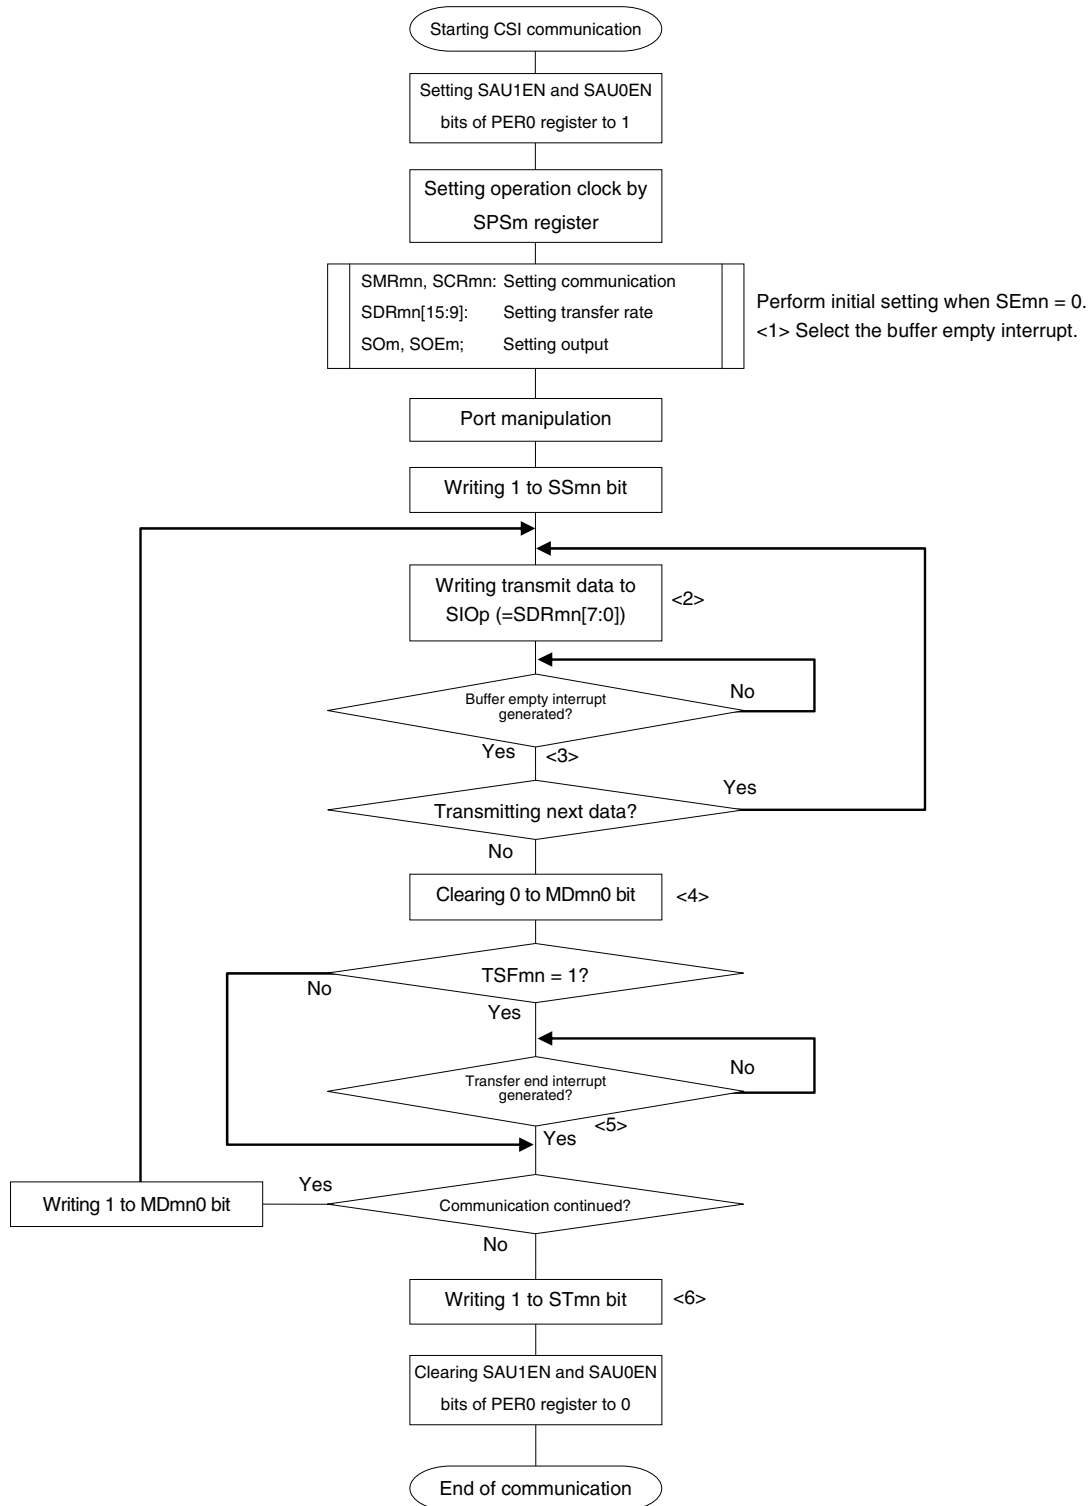 Starting CSI communication
Setting SAU1EN and SAU0EN
bits of PER0 register to 1
Setting operation clock by
SPSm register
SMRmn, SCRmn: Setting communication
SDRmn[15:9]: Setting transfer rate
SOm, SOEm; Setting output
Perform initial setting when SEmn = 0.
<1> Select the buffer empty interrupt.
Port manipulation
Writing 1 to SSmn bit
Writing transmit data to
SIOp (=SDRmn[7:0])
<2>
Buffer empty interrupt
generated?
No
Yes
<3>
Transmitting next data?
Yes
No
Clearing 0 to MDmn0 bit
<4>
TSFmn = 1?
No
Yes
Transfer end interrupt
generated?
No
<5>
Yes
Communication continued?
Yes
Writing 1 to MDmn0 bit
No
Writing 1 to STmn bit
<6>
Clearing SAU1EN and SAU0EN
bits of PER0 register to 0
End of communication